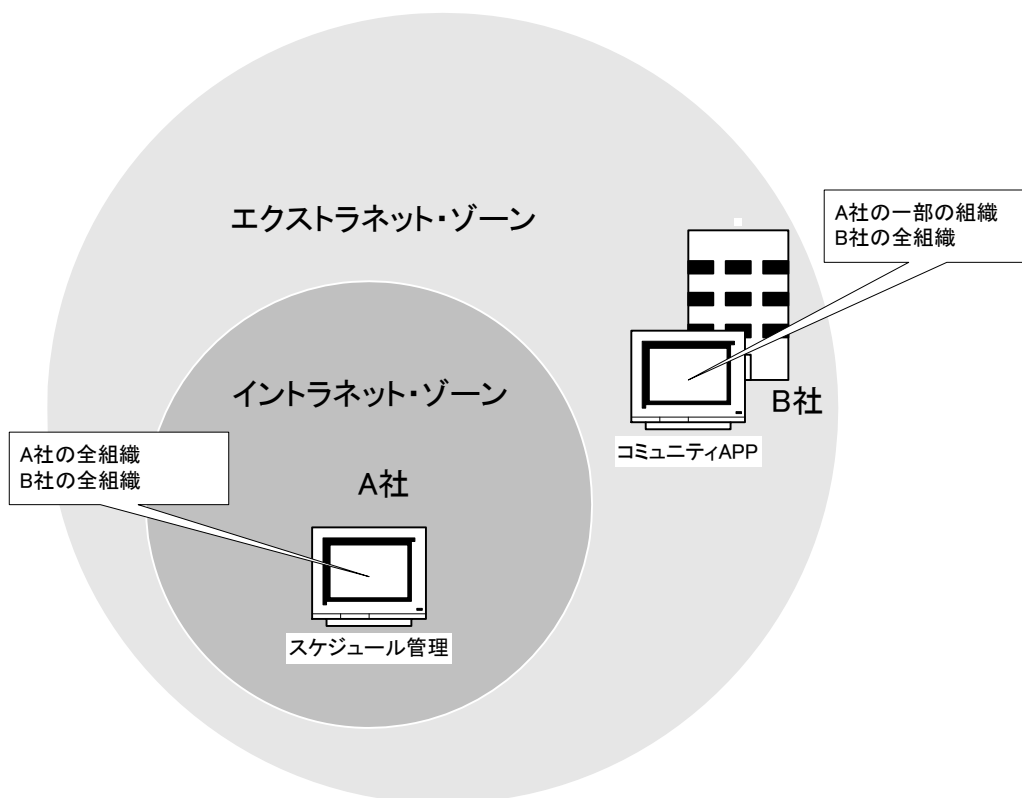 エクストラネット・ゾーン
A社の一部の組織
B社の全組織
イントラネット・ゾーン
B社
コミュニティAPP
A社の全組織
B社の全組織
A社
スケジュール管理